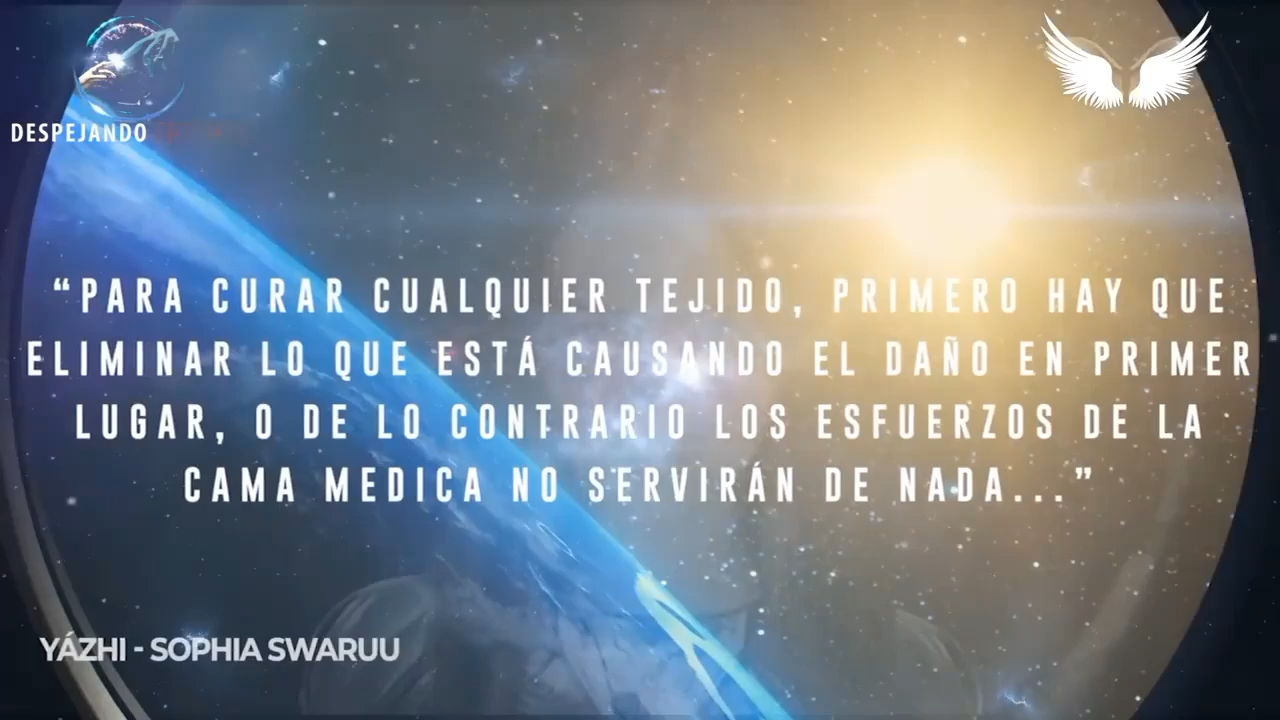 DESPEJANDO
“PARA CURAR CUALQUIER TEJIDO, PRIMERO HAY QUE
ELIMINAR LO QUE ESTÁ CAUSANDO EL DAÑO EN PRIMER
LUGAR, O DE LO CONTRARIO LOS ESFUERZOS DE LA
CAMA MEDICA NO SERVIRÁN DE NADA...”
YÁZHI - SOPHIA SWARUU